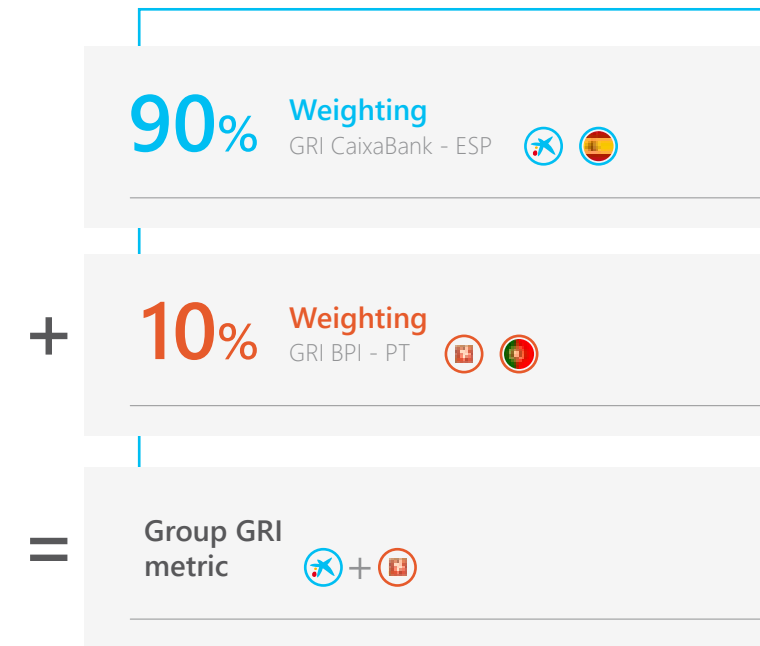 90%
Weighting
GRI CaixaBank - ESP
+
10%
Weighting
GRI BPI - PT
=
Group GRI
metric
+